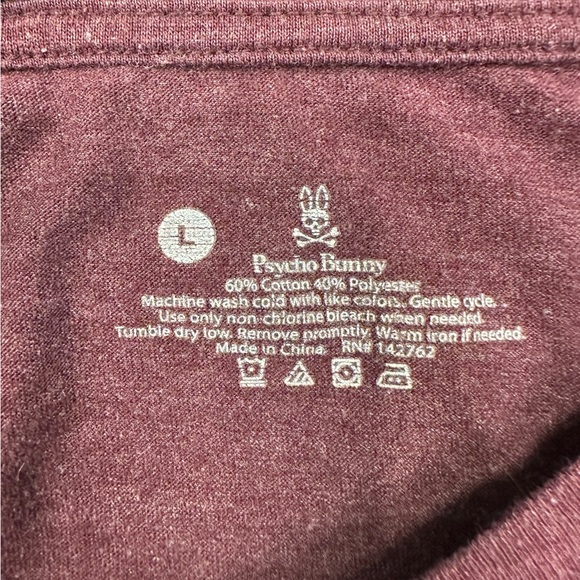 L
Psycho Bunny
60% Cotton 40% Polyester
Machine wash cold with like colors. Gentle cycle.
Use only non-chlorine bleach when needed.
Tumble dry low. Remove promptly. Warm iron if needed.
Made in China. RN# 142762